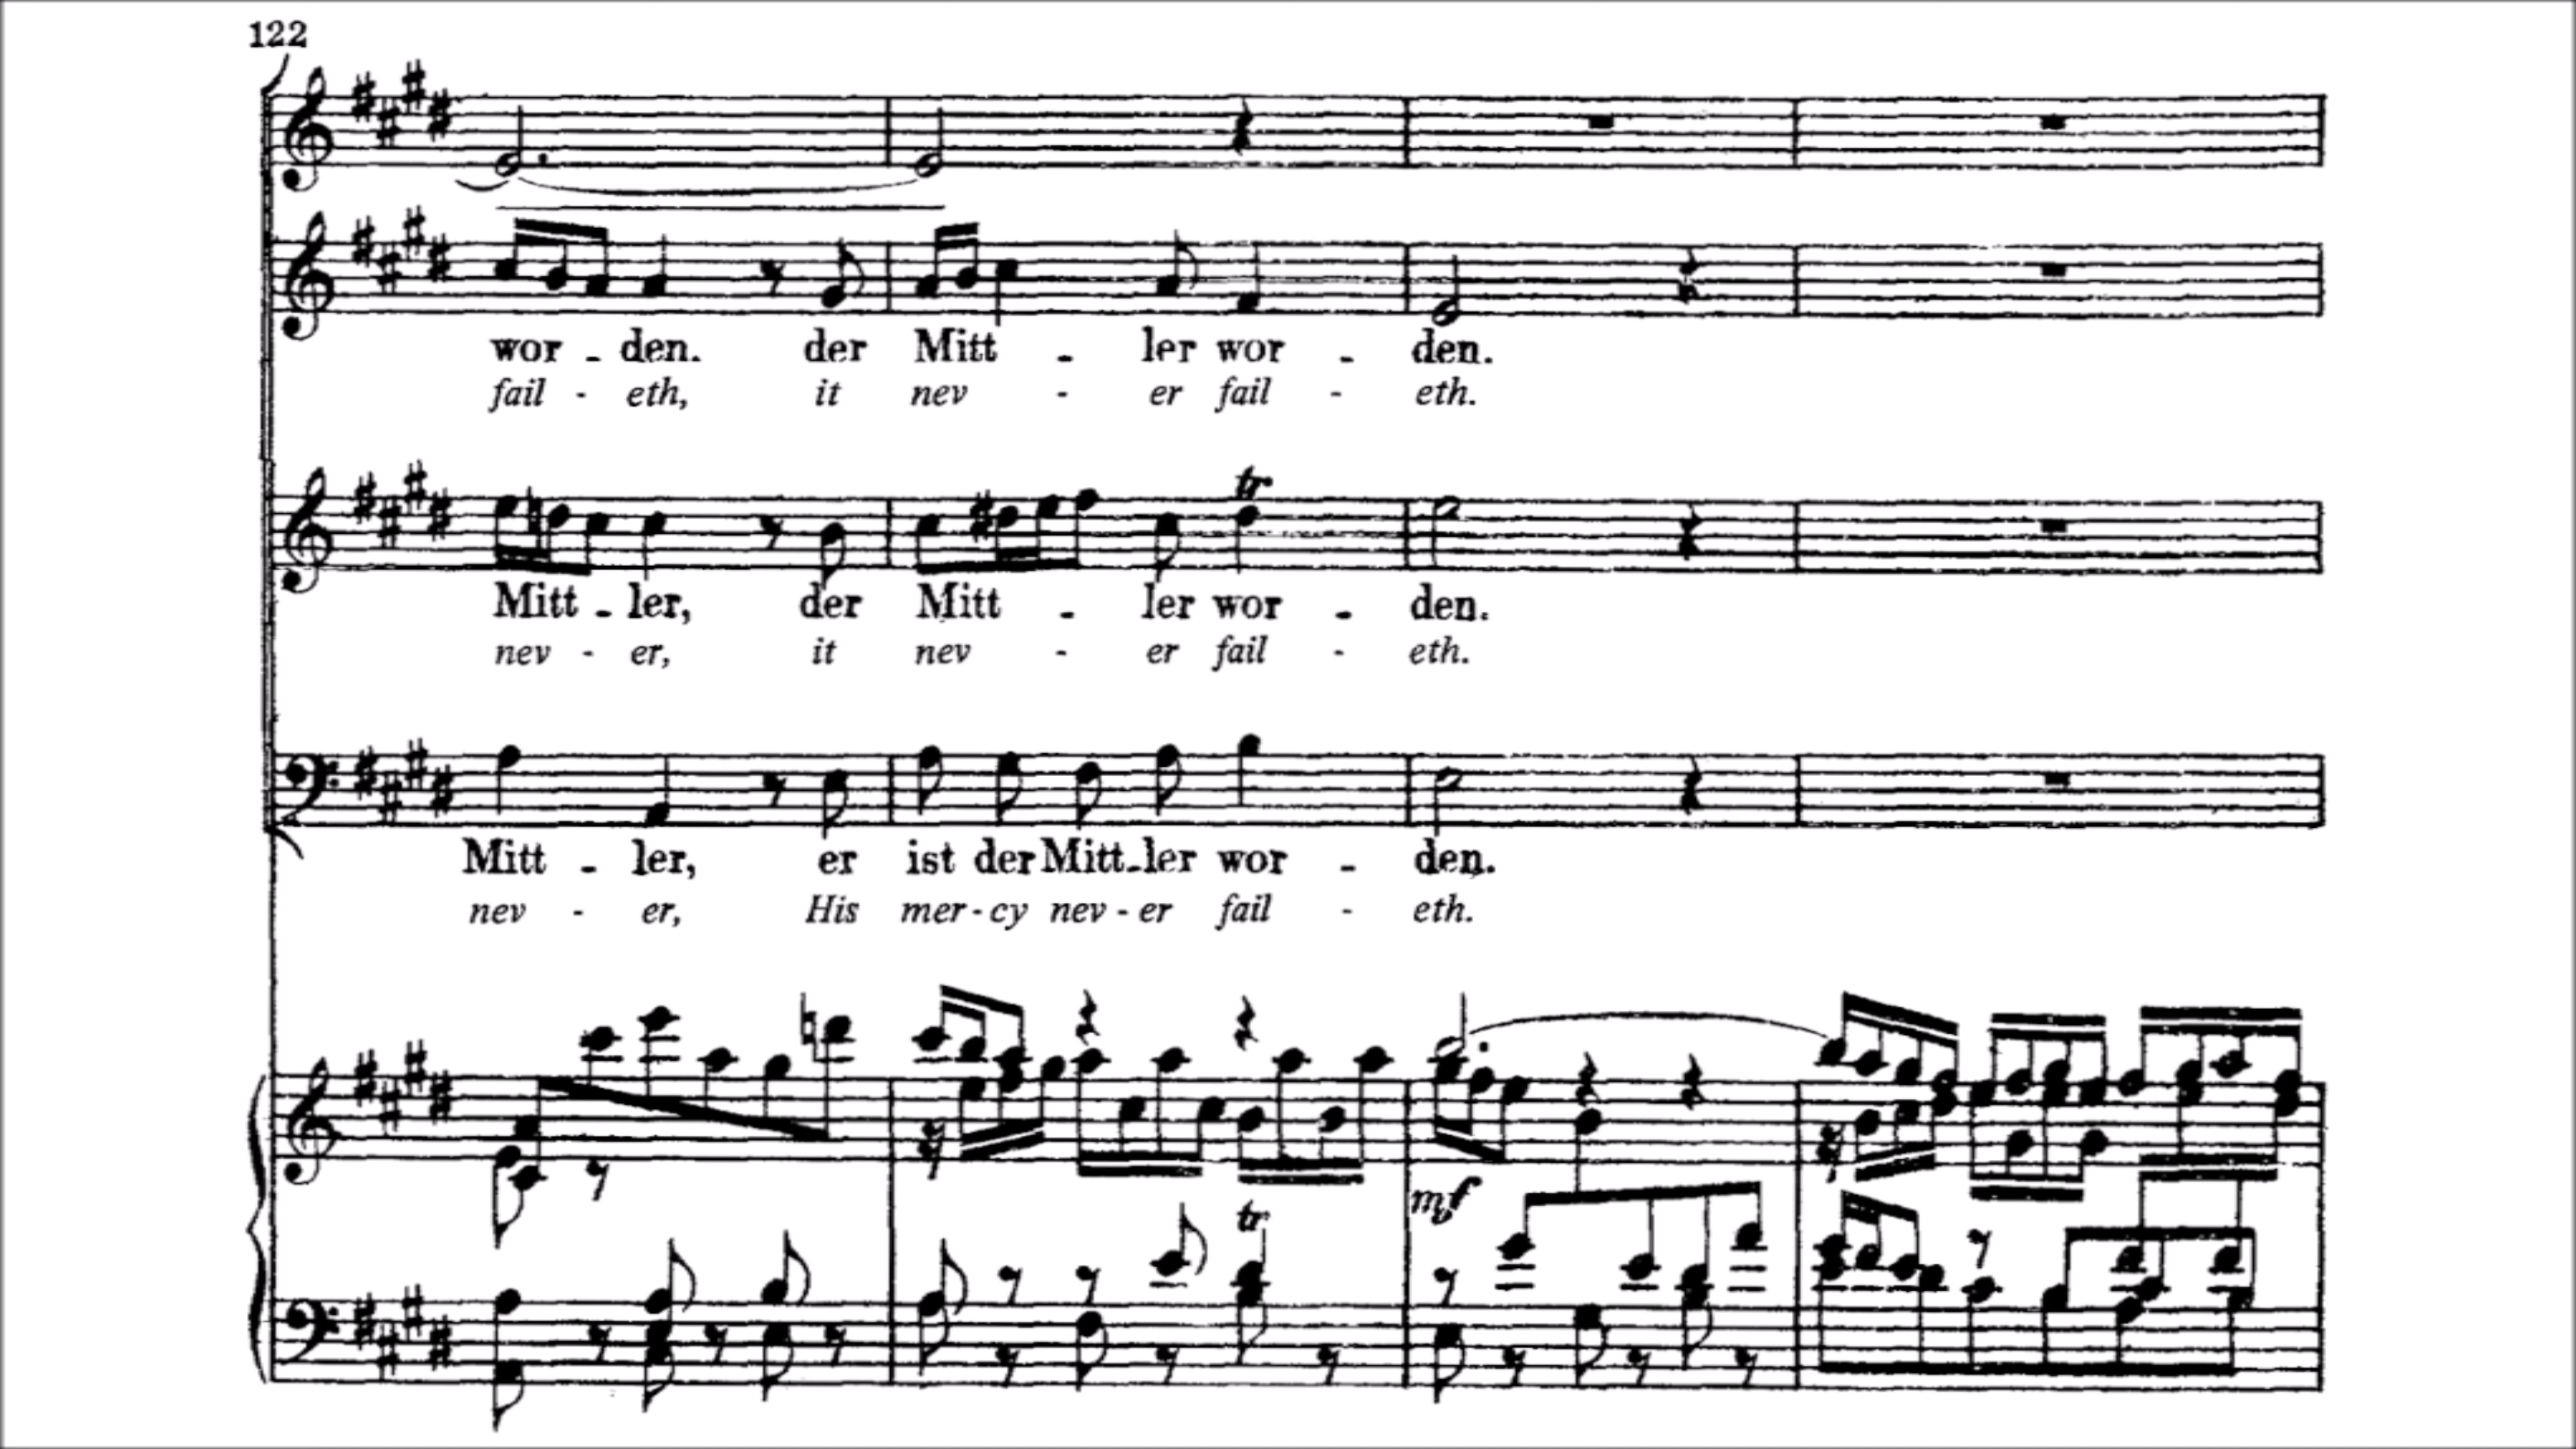 122
wor - den. der Mitt - ler wor - den.
fail - eth, it nev - er fail - eth.
tr
Mitt - ler, der Mitt - ler wor - den.
nev - er, it nev - er fail - eth.
Mitt - ler, er ist der Mitt-ler wor - den.
nev - er, His mer-cy nev-er fail - eth.
mf
tr